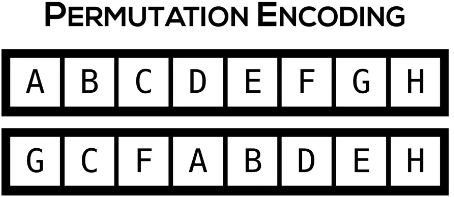 PERMUTATION ENCODING
A B C D E F G H
G C F A B D E H